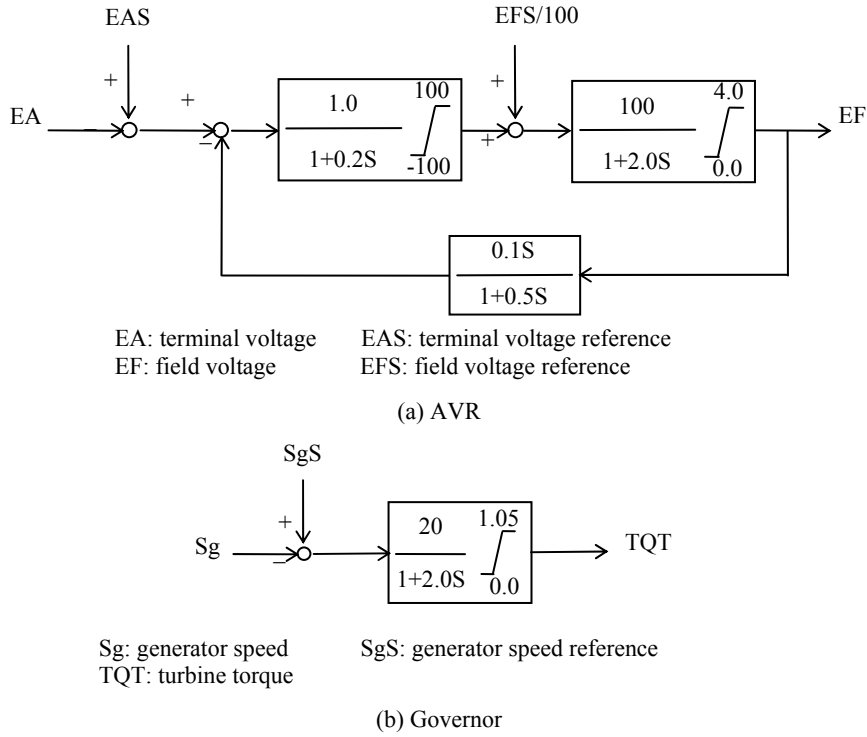 EAS
EFS/100
+
+
+
EA
−
−
1.0
1+0.2S
100
-100
+
100
1+2.0S
4.0
0.0
EF
0.1S
1+0.5S
EA: terminal voltage EAS: terminal voltage reference
EF: field voltage EFS: field voltage reference
(a) AVR
SgS
+
Sg
−
20
1+2.0S
1.05
0.0
TQT
Sg: generator speed SgS: generator speed reference
TQT: turbine torque
(b) Governor